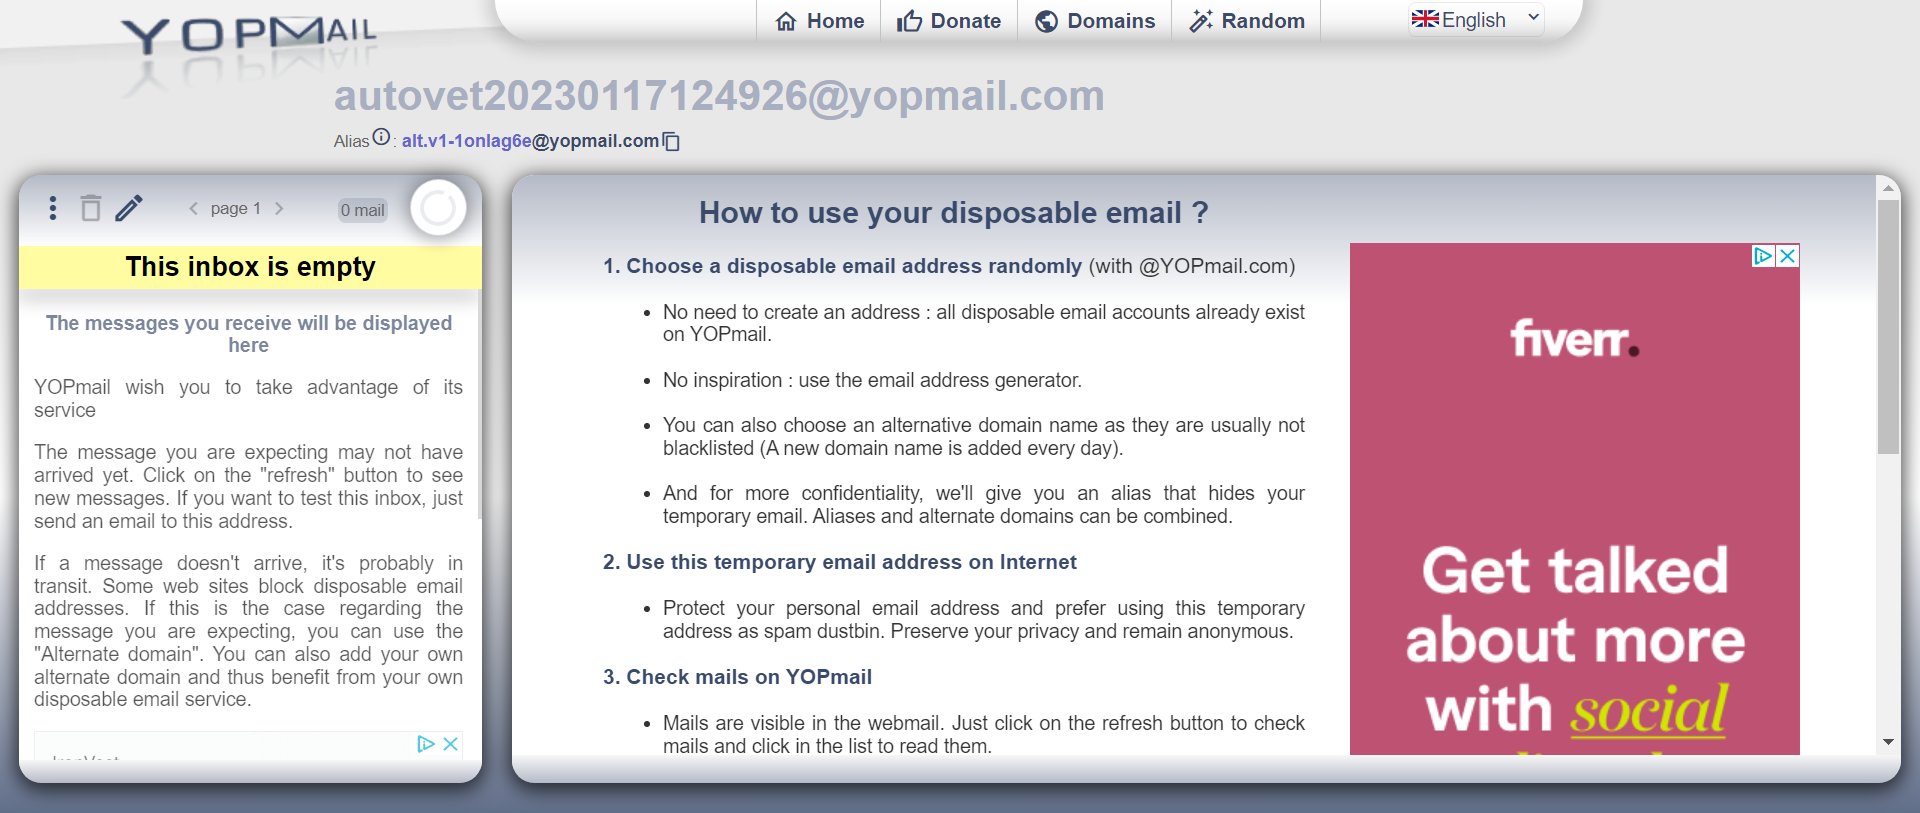 YOPMAIL
Home
Donate
Domains
Random
English
autovet20230117124926@yopmail.com
Alias : alt.v1-1onlag6e@yopmail.com
page 1
0 mail
This inbox is empty
The messages you receive will be displayed
here
YOPmail wish you to take advantage of its
service
The message you are expecting may not have
arrived yet. Click on the "refresh" button to see
new messages. If you want to test this inbox, just
send an email to this address.
If a message doesn't arrive, it's probably in
transit. Some web sites block disposable email
addresses. If this is the case regarding the
message you are expecting, you can use the
"Alternate domain". You can also add your own
alternate domain and thus benefit from your own
disposable email service.
How to use your disposable email ?
1. Choose a disposable email address randomly (with @YOPmail.com)
• No need to create an address : all disposable email accounts already exist
on YOPmail.
• No inspiration : use the email address generator.
• You can also choose an alternative domain name as they are usually not
blacklisted (A new domain name is added every day).
• And for more confidentiality, we'll give you an alias that hides your
temporary email. Aliases and alternate domains can be combined.
2. Use this temporary email address on Internet
• Protect your personal email address and prefer using this temporary
address as spam dustbin. Preserve your privacy and remain anonymous.
3. Check mails on YOPmail
• Mails are visible in the webmail. Just click on the refresh button to check
mails and click in the list to read them.
fiverr.
Get talked
about more
with social